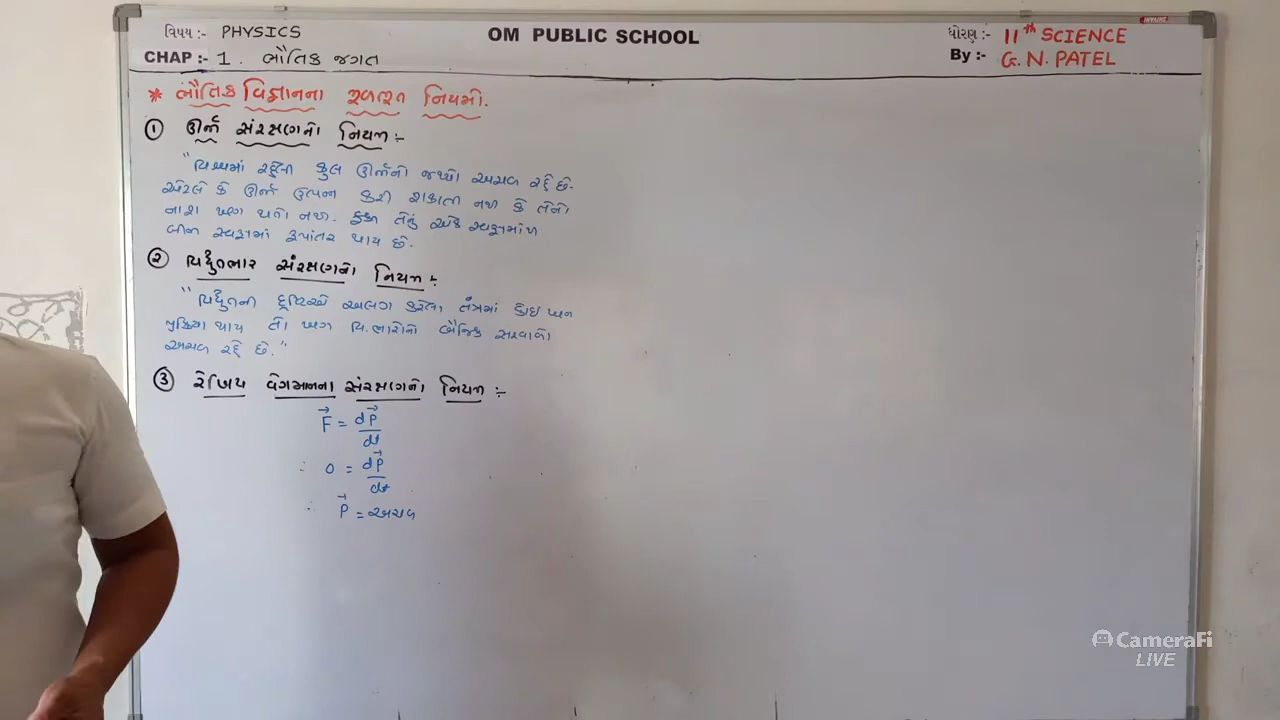 વિષય :- PHYSICS
OM PUBLIC SCHOOL
ધોરણ :- 11th SCIENCE
CHAP :- 1. ભૌતિક જગત
By :- G. N. PATEL
* ભૌતિક વિજ્ઞાનના મૂળભૂત નિયમો.
① ઊર્જા સંરક્ષણનો નિયમ :-
"વિશ્વમાં રહેલી કુલ ઊર્જાનો જથ્થો અચળ રહે છે.
એટલે કે ઊર્જા ઉત્પન્ન કરી શકાતી નથી કે તેનો
નાશ પણ થતો નથી. ફક્ત તેનું એક સ્વરૂપમાંથી
બીજા સ્વરૂપમાં રૂપાંતર થાય છે.
② વિદ્યુતભાર સંરક્ષણનો નિયમ :-
"વિદ્યુતની દૃષ્ટિએ અલગ કરેલા તંત્રમાં કોઇ પણ
પ્રક્રિયા થાય તો પણ વિ.ભારોનો બૈજિક સરવાળો
અચળ રહે છે."
③ રેખિય વેગમાનના સંરક્ષણનો નિયમ :-
F⃗ = dP⃗/dt
∴ 0 = dP⃗/dt
∴ P⃗ = અચળ
CameraFi
LIVE